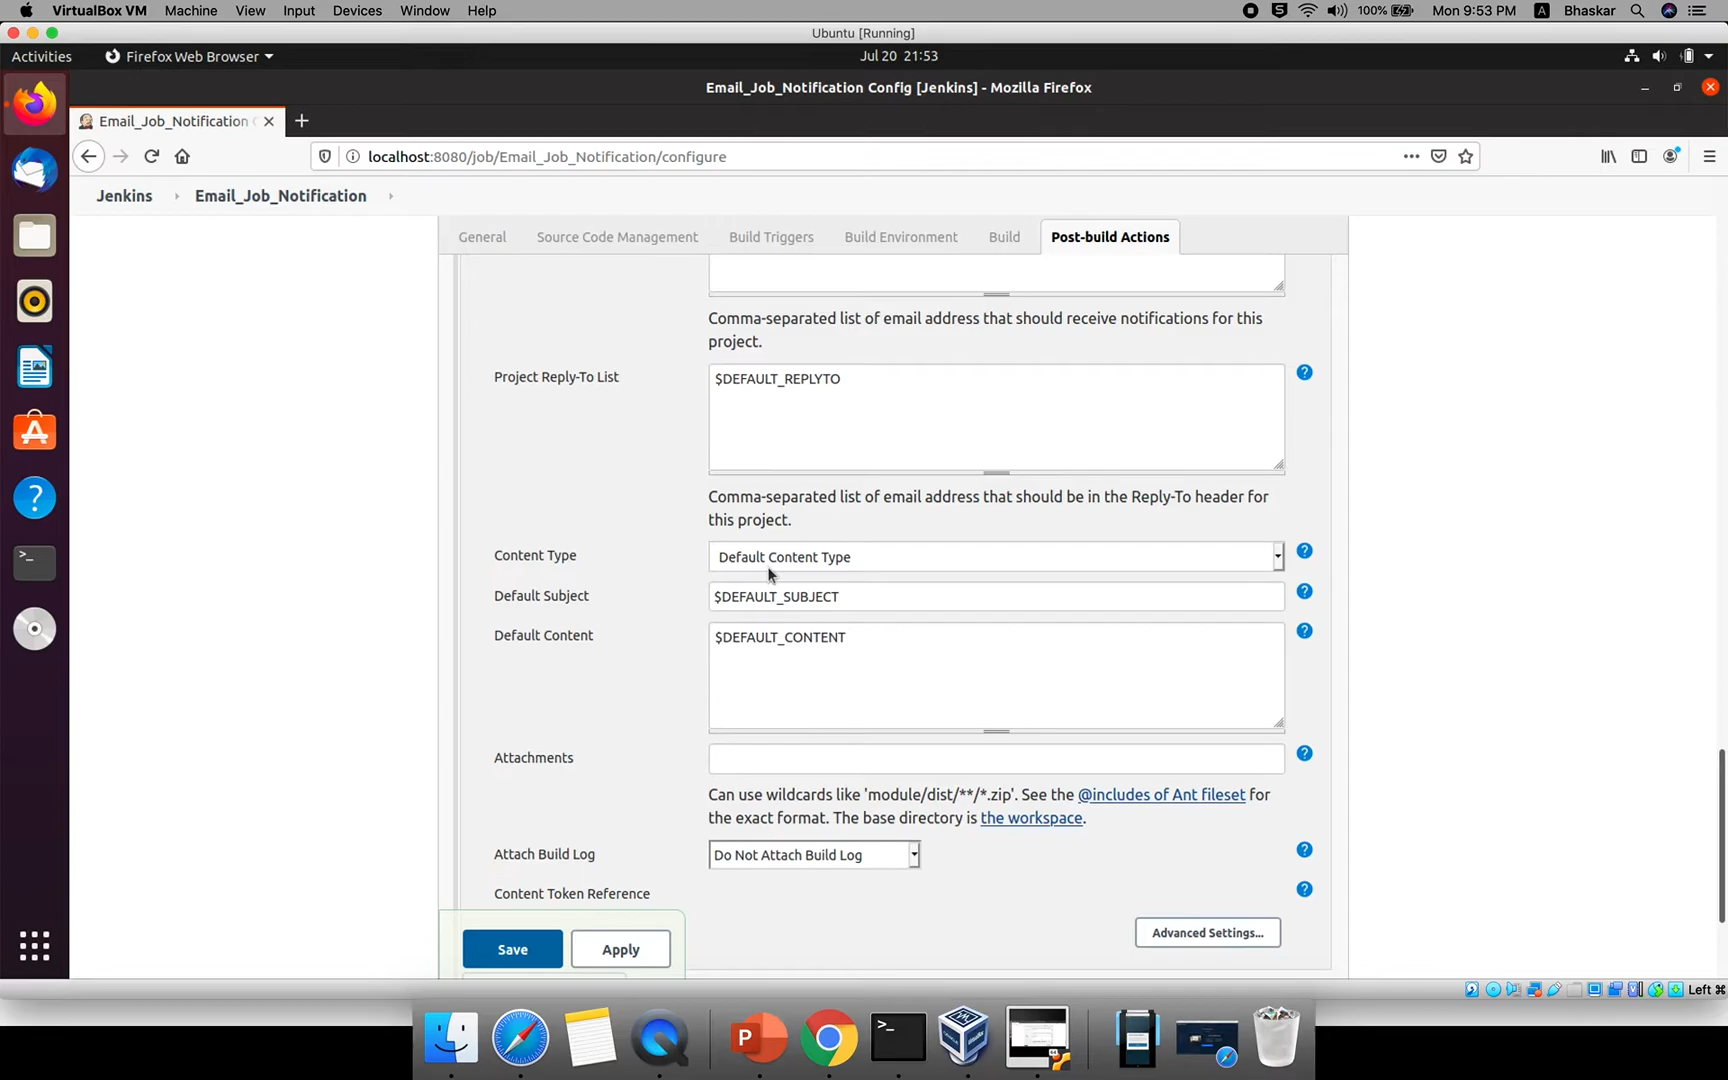 VirtualBox VM Machine View Input Devices Window Help
100% Mon 9:53 PM A Bhaskar
Ubuntu [Running]
Activities Firefox Web Browser Jul 20 21:53
Email_Job_Notification Config [Jenkins] - Mozilla Firefox
Email_Job_Notification
localhost:8080/job/Email_Job_Notification/configure
Jenkins Email_Job_Notification
General Source Code Management Build Triggers Build Environment Build Post-build Actions
Comma-separated list of email address that should receive notifications for this
project.
Project Reply-To List
$DEFAULT_REPLYTO
Comma-separated list of email address that should be in the Reply-To header for
this project.
Content Type Default Content Type
Default Subject $DEFAULT_SUBJECT
Default Content $DEFAULT_CONTENT
Attachments
Can use wildcards like 'module/dist/**/*.zip'. See the @includes of Ant fileset for
the exact format. The base directory is the workspace.
Attach Build Log Do Not Attach Build Log
Content Token Reference
Advanced Settings...
Save Apply
Left ⌘